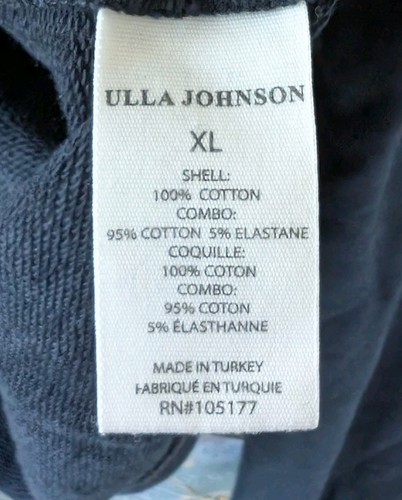 ULLA JOHNSON
XL
SHELL:
100% COTTON
COMBO:
95% COTTON 5% ELASTANE
COQUILLE:
100% COTON
COMBO:
95% COTON
5% ÉLASTHANNE
MADE IN TURKEY
FABRIQUÉ EN TURQUIE
RN#105177